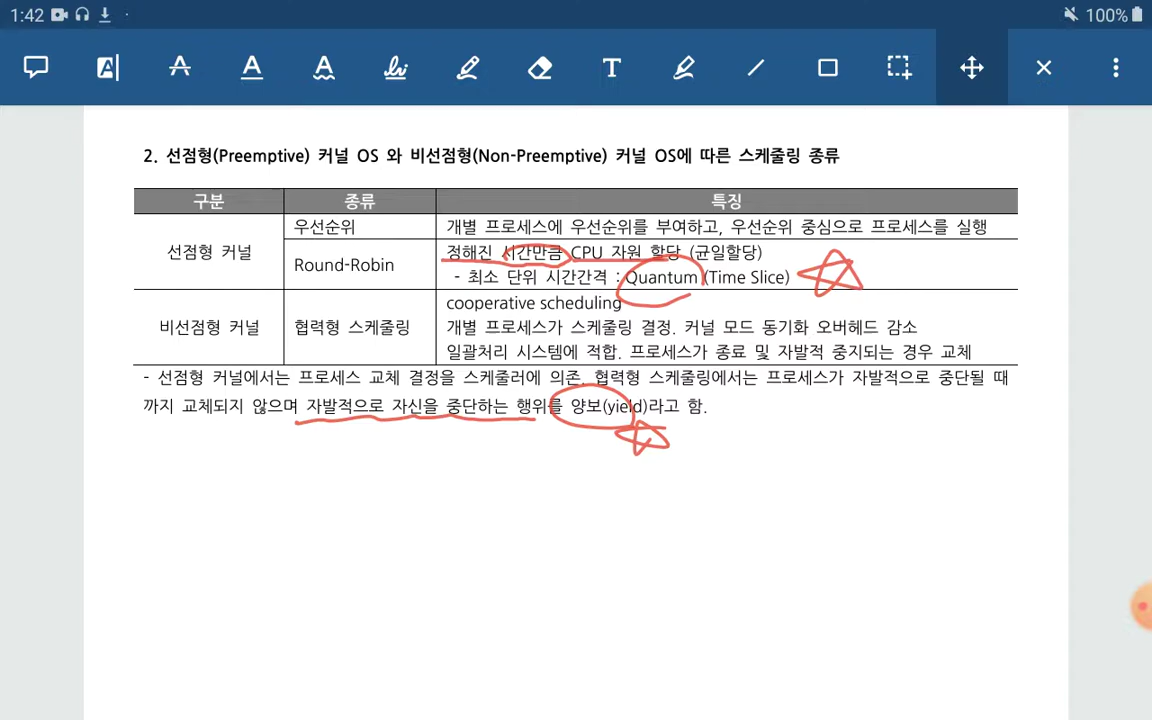 1:42
100%
A A A A T
2. 선점형(Preemptive) 커널 OS 와 비선점형(Non-Preemptive) 커널 OS에 따른 스케줄링 종류
구분 종류 특징
선점형 커널
우선순위 개별 프로세스에 우선순위를 부여하고, 우선순위 중심으로 프로세스를 실행
Round-Robin 정해진 시간만큼 CPU 자원 할당 (균일할당)
- 최소 단위 시간간격 : Quantum (Time Slice)
비선점형 커널 협력형 스케줄링 cooperative scheduling
개별 프로세스가 스케줄링 결정. 커널 모드 동기화 오버헤드 감소
일괄처리 시스템에 적합. 프로세스가 종료 및 자발적 중지되는 경우 교체
- 선점형 커널에서는 프로세스 교체 결정을 스케줄러에 의존. 협력형 스케줄링에서는 프로세스가 자발적으로 중단될 때
까지 교체되지 않으며 자발적으로 자신을 중단하는 행위를 양보(yield)라고 함.